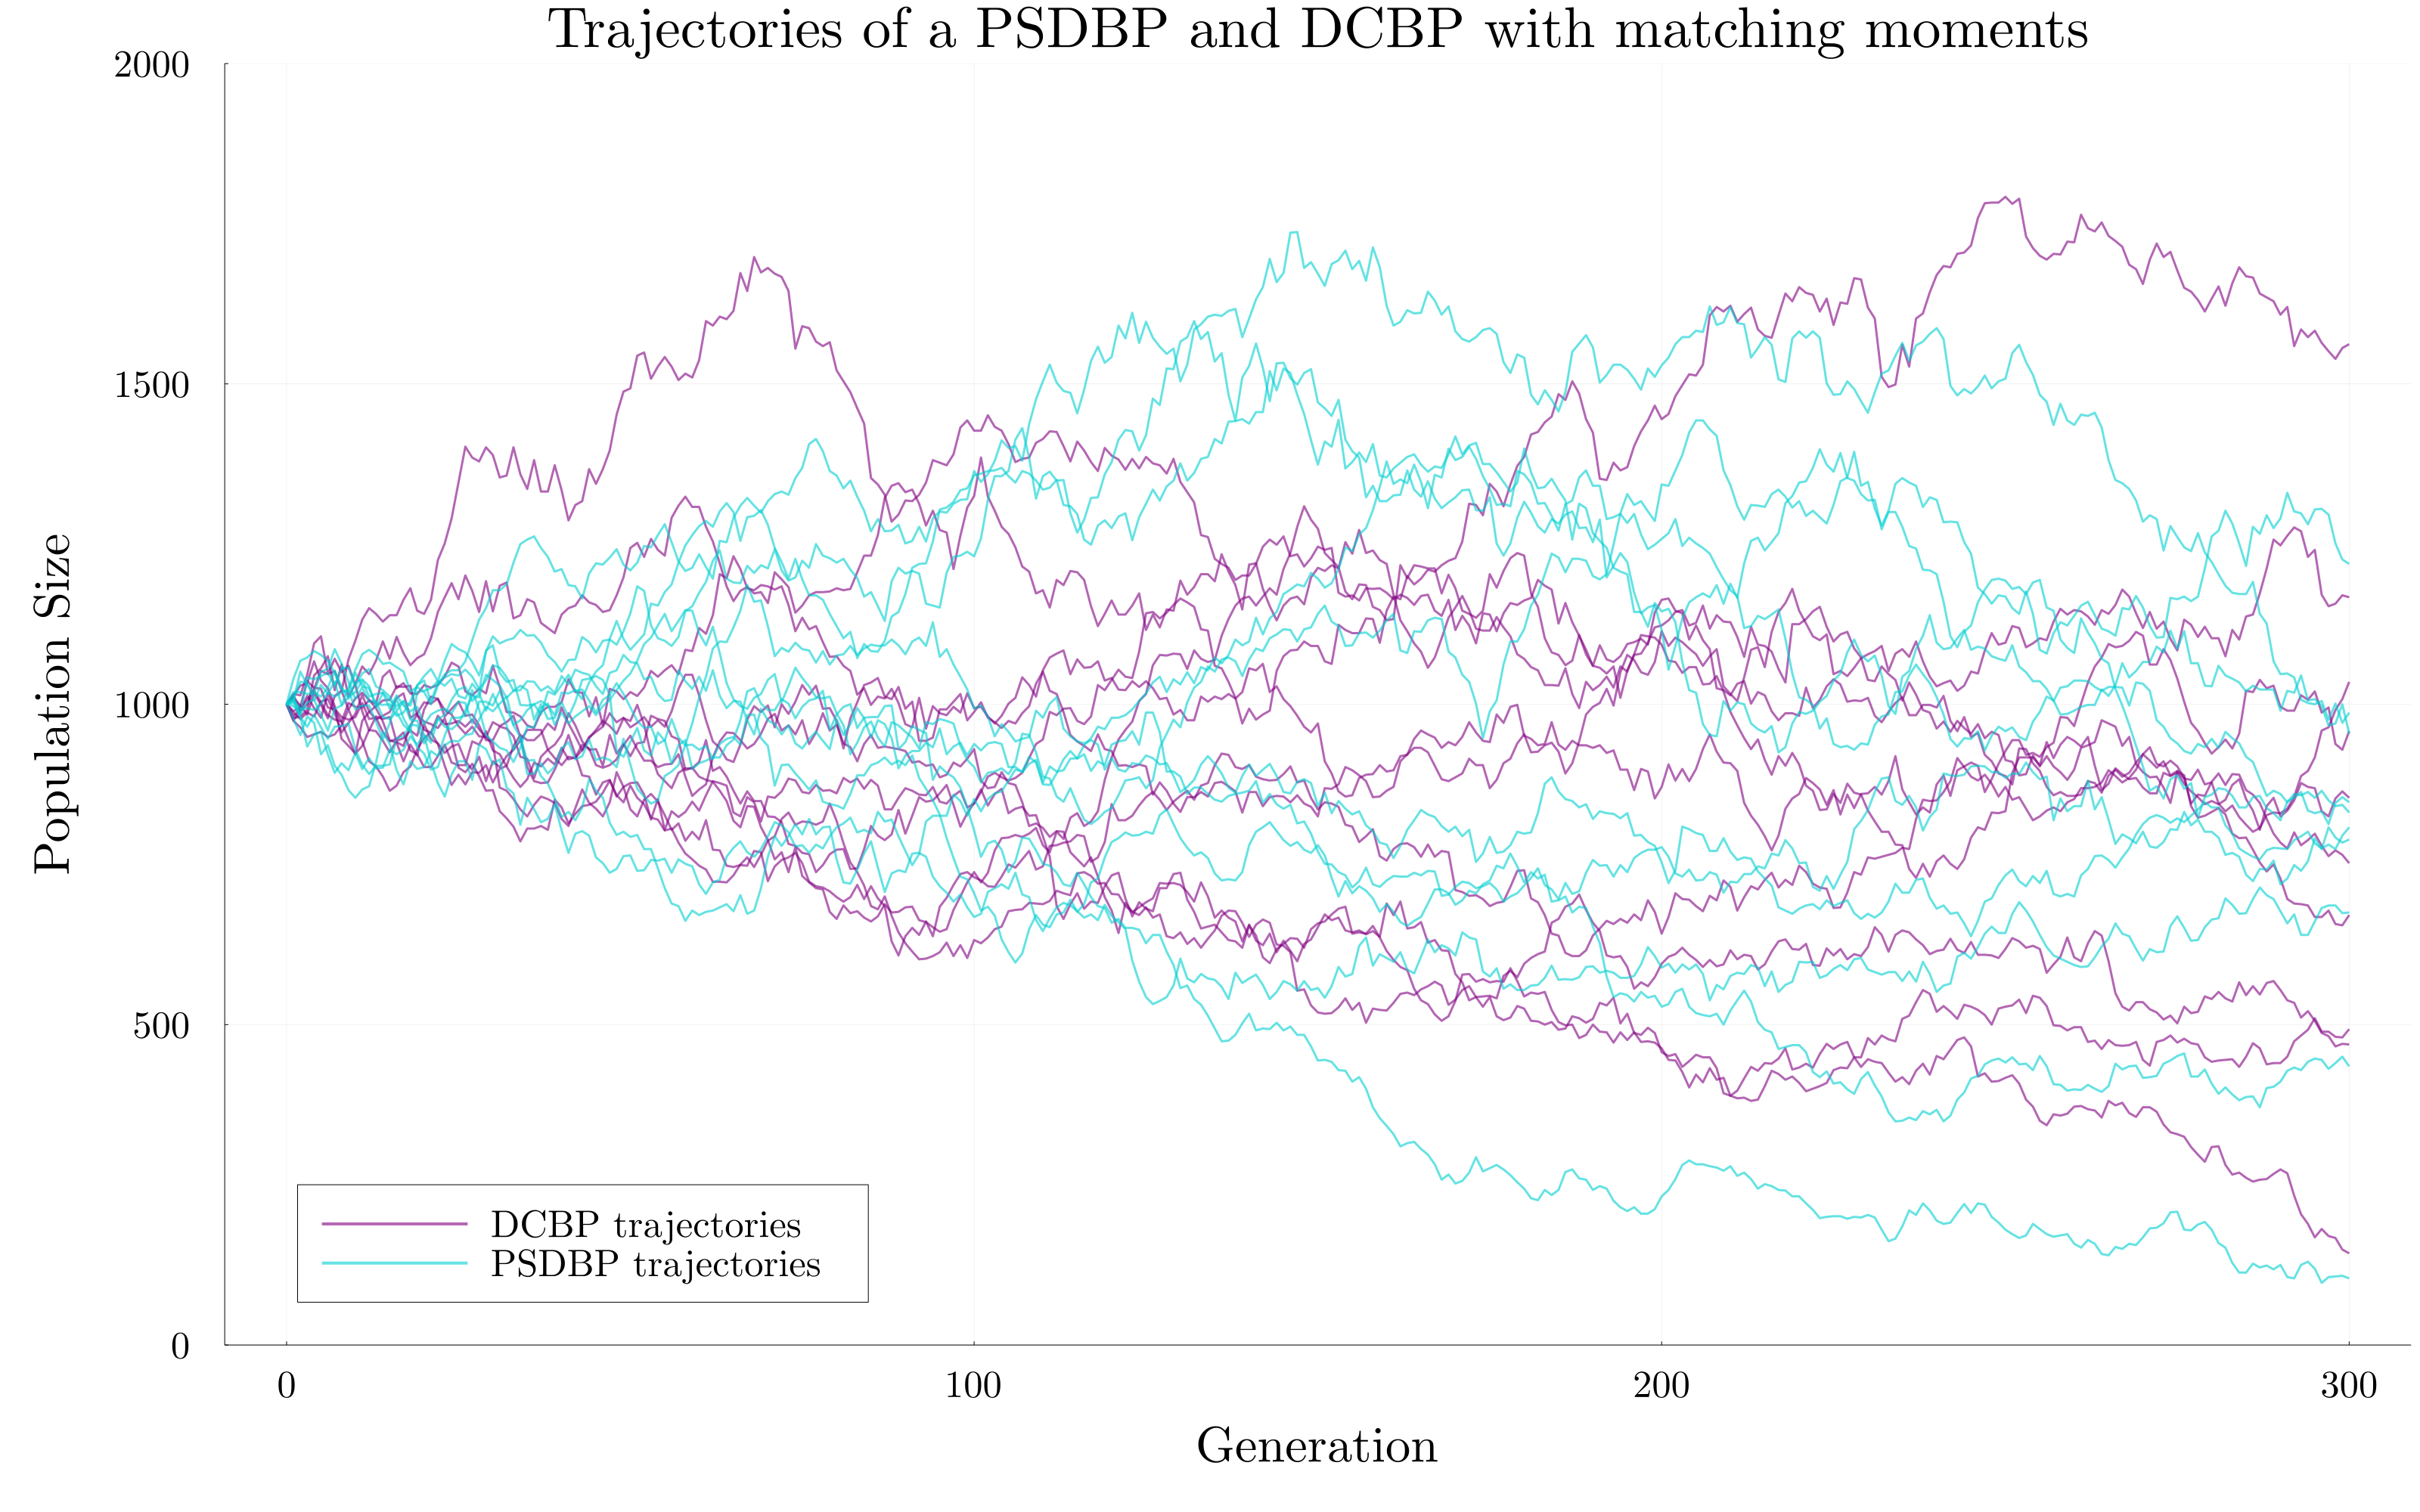 Trajectories of a PSDBP and DCBP with matching moments
2000
1500
1000
500
0
Population Size
DCBP trajectories
PSDBP trajectories
0 100 200 300
Generation